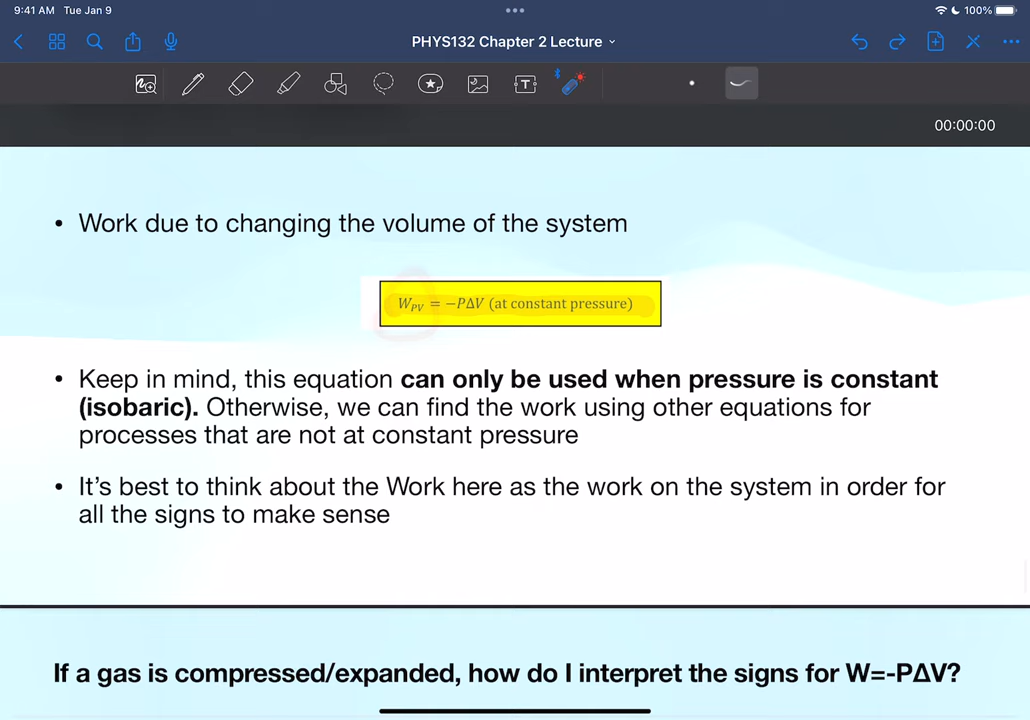 9:41 AM Tue Jan 9
100%
PHYS132 Chapter 2 Lecture
T
00:00:00
• Work due to changing the volume of the system
W_PV = −PΔV (at constant pressure)
• Keep in mind, this equation can only be used when pressure is constant
(isobaric). Otherwise, we can find the work using other equations for
processes that are not at constant pressure
• It’s best to think about the Work here as the work on the system in order for
all the signs to make sense
If a gas is compressed/expanded, how do I interpret the signs for W=-PΔV?